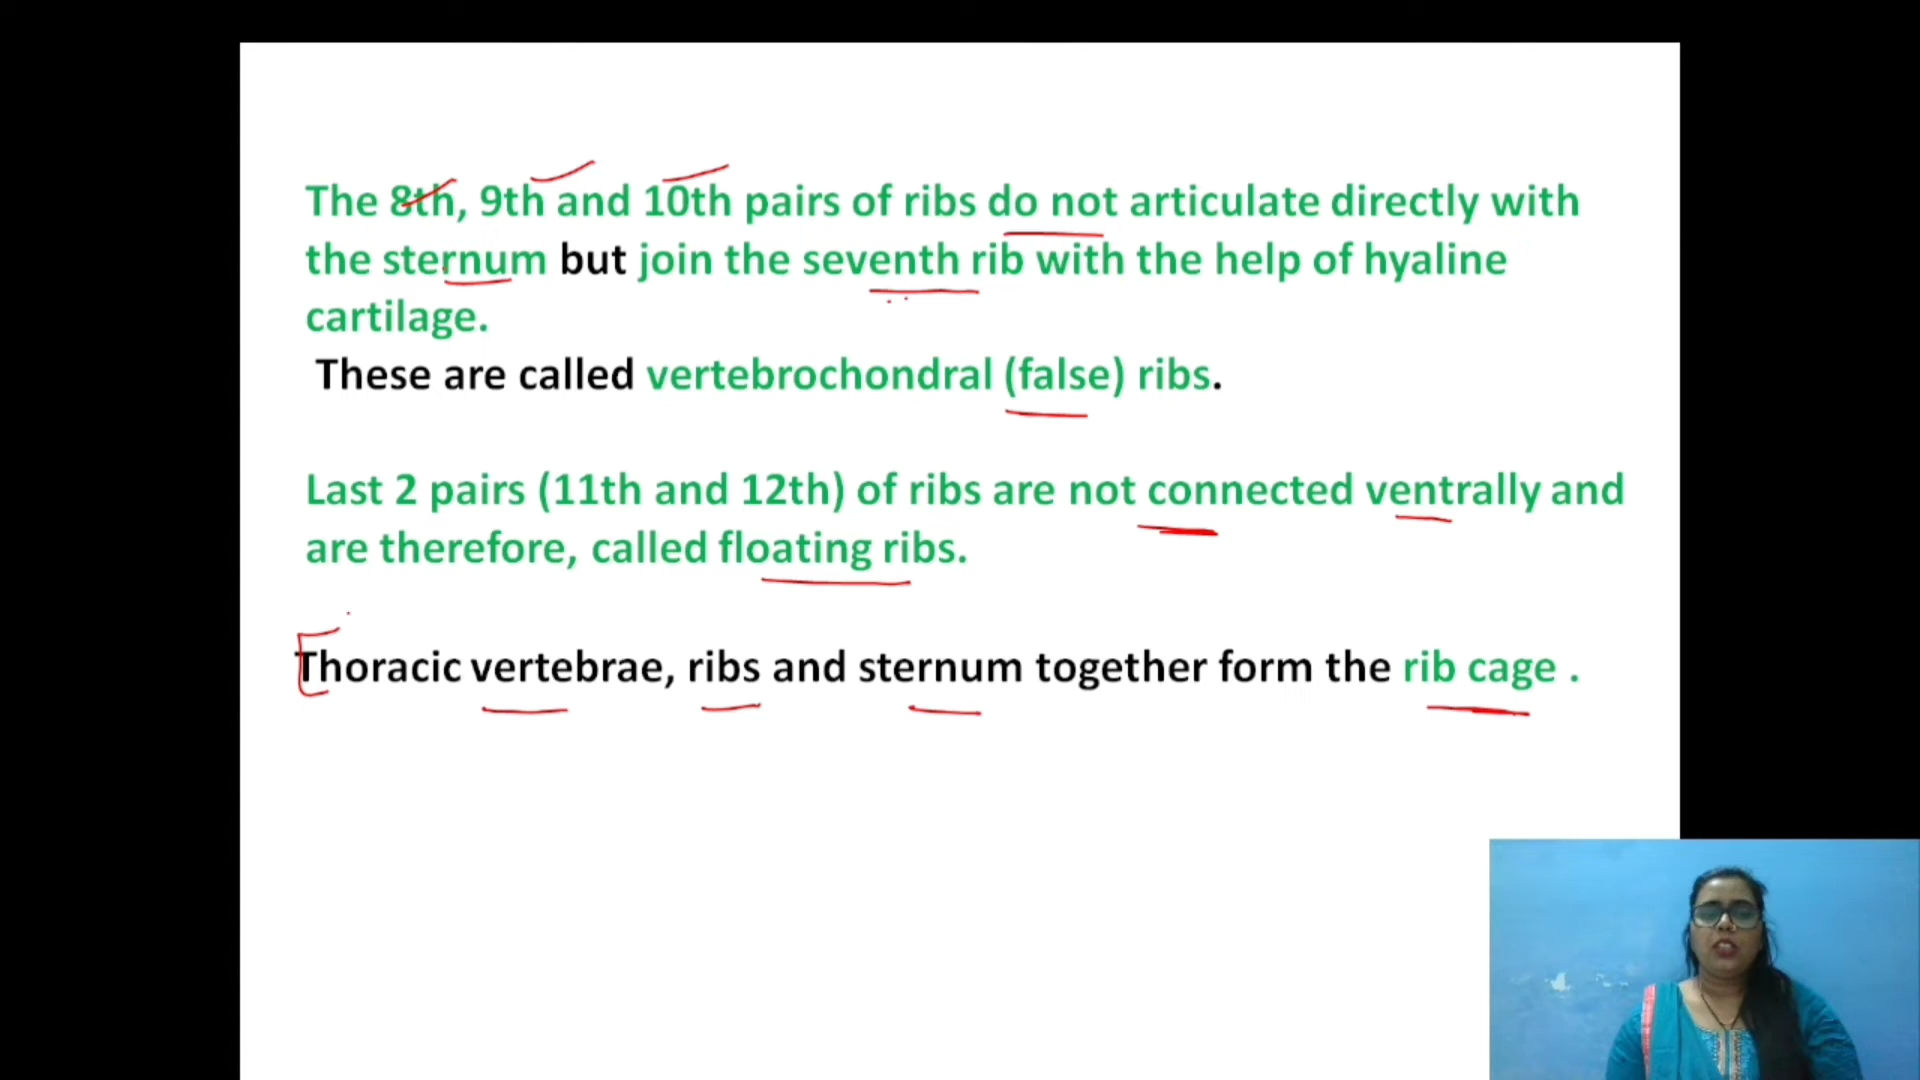 The 8th, 9th and 10th pairs of ribs do not articulate directly with
the sternum but join the seventh rib with the help of hyaline
cartilage.
These are called vertebrochondral (false) ribs.
Last 2 pairs (11th and 12th) of ribs are not connected ventrally and
are therefore, called floating ribs.
Thoracic vertebrae, ribs and sternum together form the rib cage .